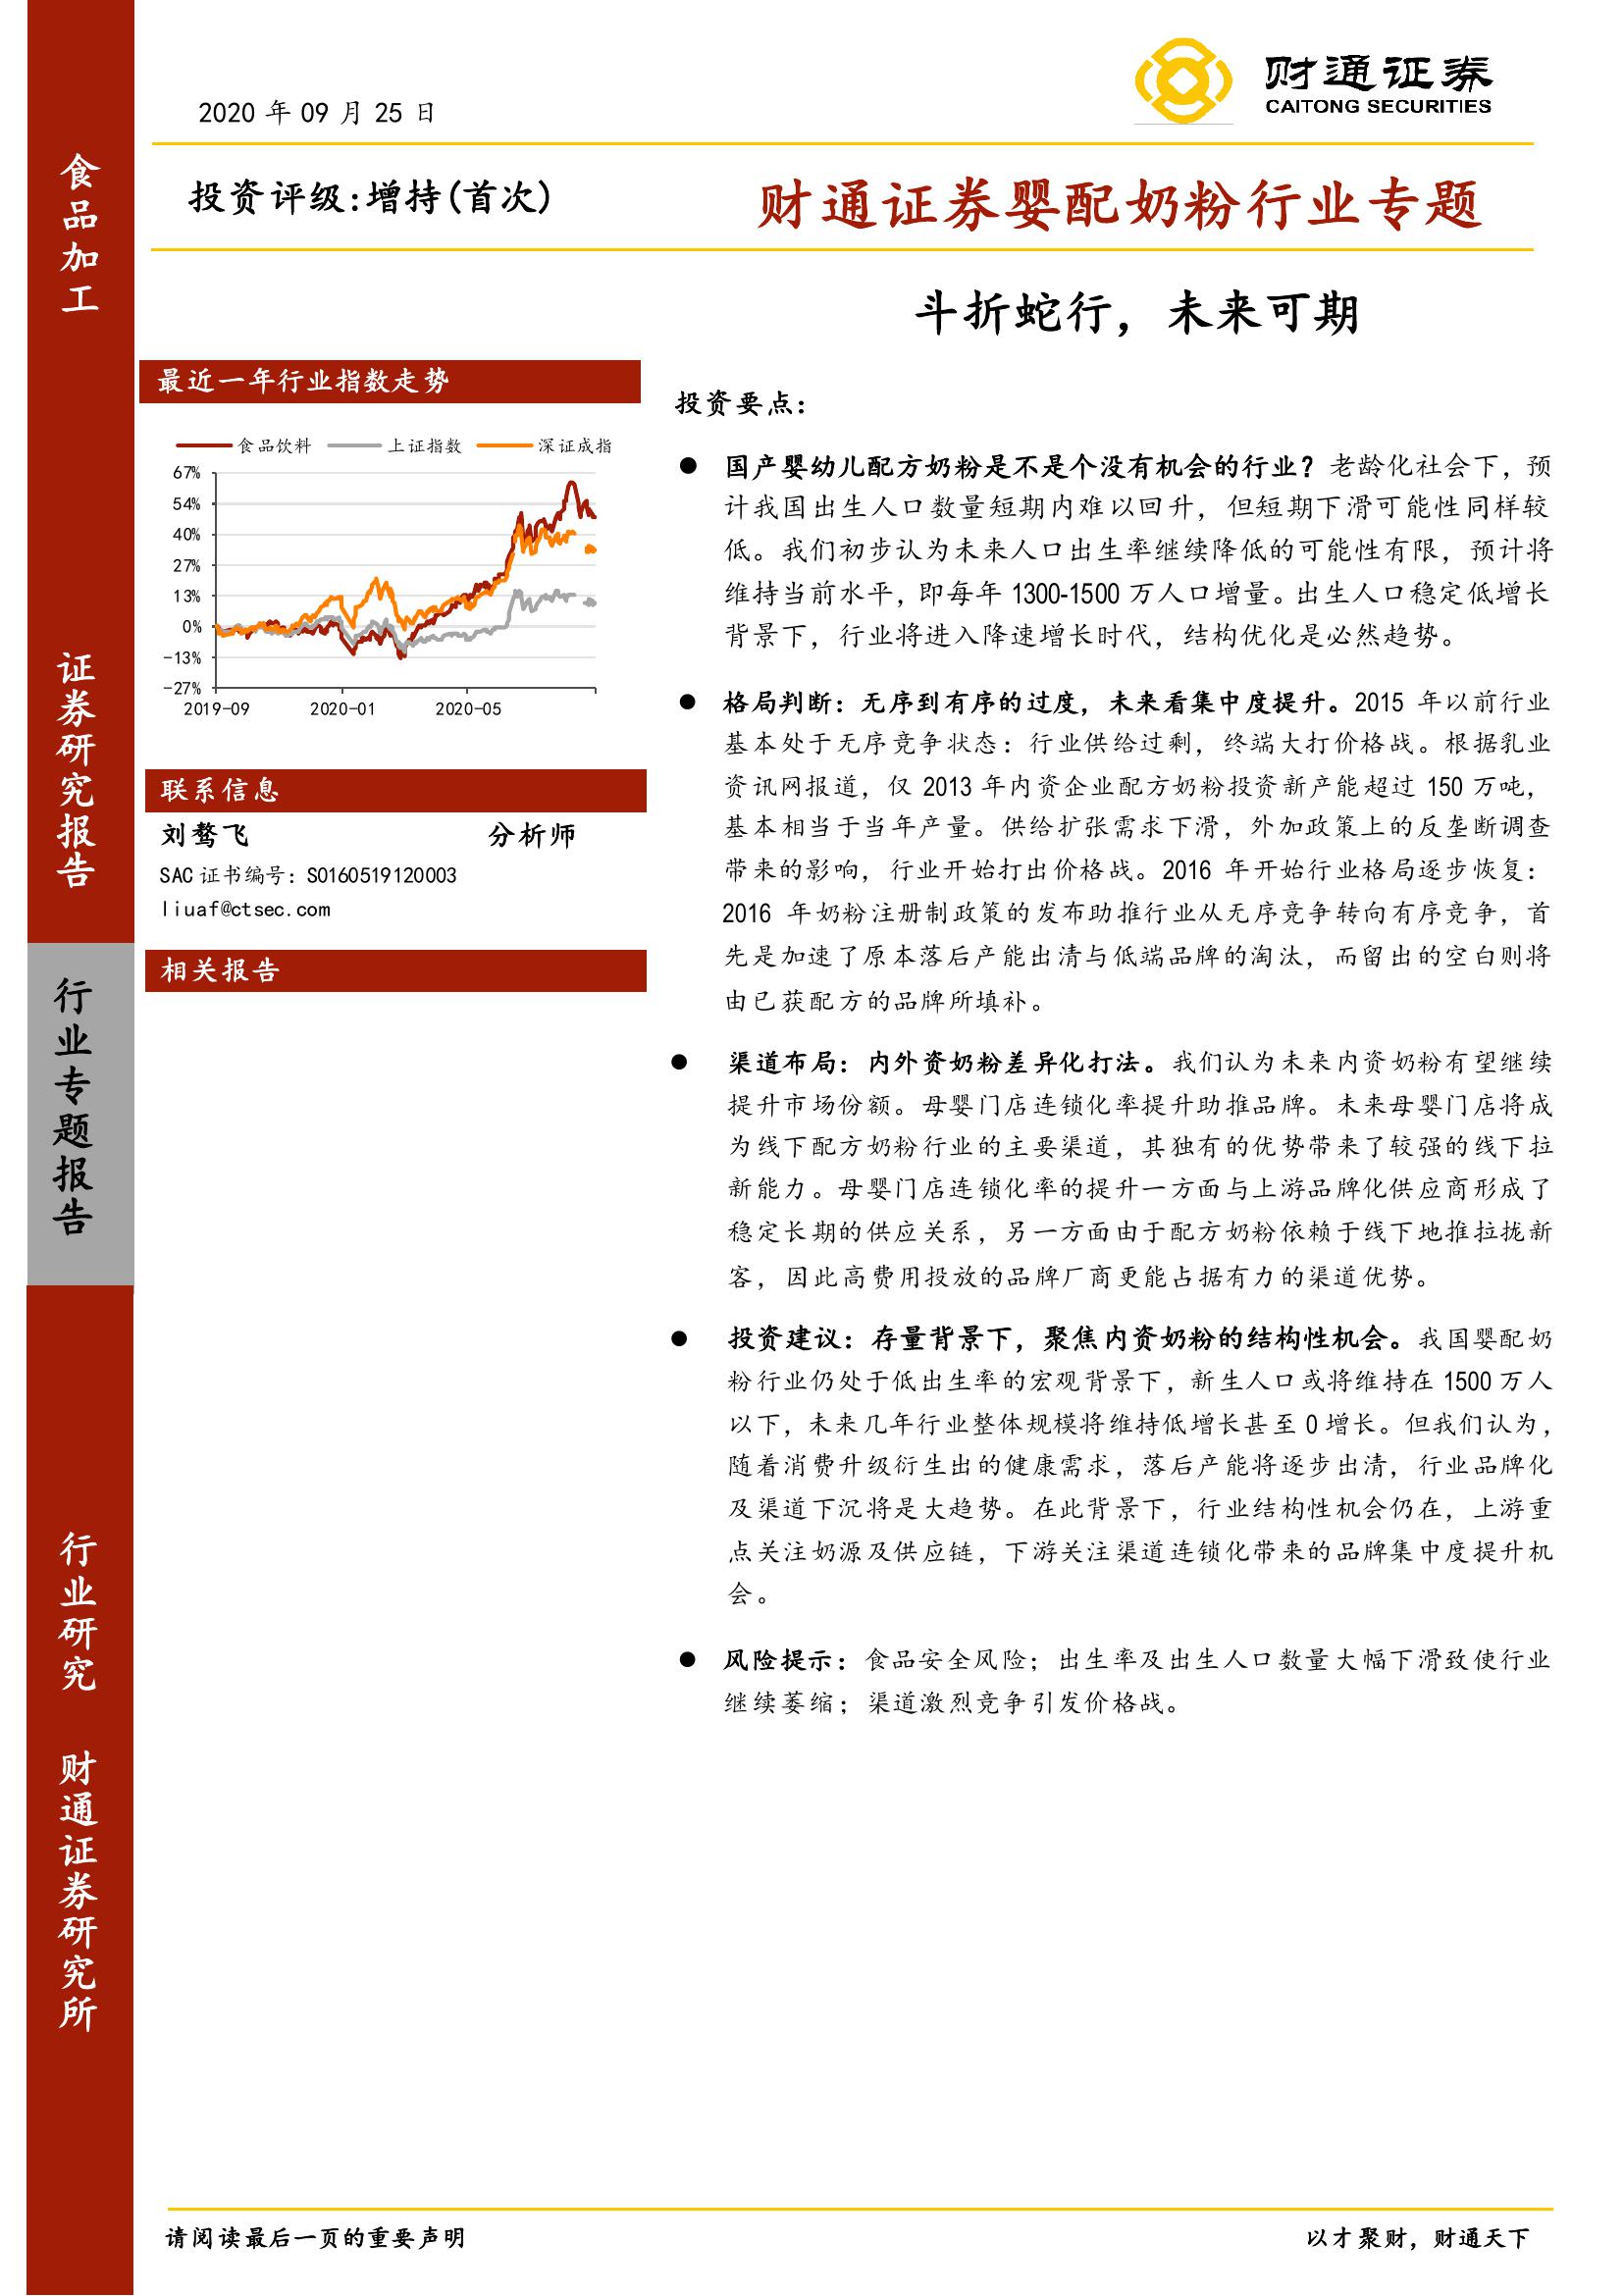 2020 年 09 月 25 日
财通证券
CAITONG SECURITIES
投资评级:增持(首次)
财通证券婴配奶粉行业专题
斗折蛇行，未来可期
食品加工
证券研究报告
行业专题报告
行业研究
财通证券研究所
最近一年行业指数走势
食品饮料 上证指数 深证成指
67%
54%
40%
27%
13%
0%
-13%
-27%
2019-09 2020-01 2020-05
联系信息
刘骜飞 分析师
SAC 证书编号：S0160519120003
liuaf@ctsec.com
相关报告
投资要点：
● 国产婴幼儿配方奶粉是不是个没有机会的行业？老龄化社会下，预
计我国出生人口数量短期内难以回升，但短期下滑可能性同样较
低。我们初步认为未来人口出生率继续降低的可能性有限，预计将
维持当前水平，即每年 1300-1500 万人口增量。出生人口稳定低增长
背景下，行业将进入降速增长时代，结构优化是必然趋势。
● 格局判断：无序到有序的过度，未来看集中度提升。2015 年以前行业
基本处于无序竞争状态：行业供给过剩，终端大打价格战。根据乳业
资讯网报道，仅 2013 年内资企业配方奶粉投资新产能超过 150 万吨，
基本相当于当年产量。供给扩张需求下滑，外加政策上的反垄断调查
带来的影响，行业开始打出价格战。2016 年开始行业格局逐步恢复：
2016 年奶粉注册制政策的发布助推行业从无序竞争转向有序竞争，首
先是加速了原本落后产能出清与低端品牌的淘汰，而留出的空白则将
由已获配方的品牌所填补。
● 渠道布局：内外资奶粉差异化打法。我们认为未来内资奶粉有望继续
提升市场份额。母婴门店连锁化率提升助推品牌。未来母婴门店将成
为线下配方奶粉行业的主要渠道，其独有的优势带来了较强的线下拉
新能力。母婴门店连锁化率的提升一方面与上游品牌化供应商形成了
稳定长期的供应关系，另一方面由于配方奶粉依赖于线下地推拉拢新
客，因此高费用投放的品牌厂商更能占据有力的渠道优势。
● 投资建议：存量背景下，聚焦内资奶粉的结构性机会。我国婴配奶
粉行业仍处于低出生率的宏观背景下，新生人口或将维持在 1500 万人
以下，未来几年行业整体规模将维持低增长甚至 0 增长。但我们认为，
随着消费升级衍生出的健康需求，落后产能将逐步出清，行业品牌化
及渠道下沉将是大趋势。在此背景下，行业结构性机会仍在，上游重
点关注奶源及供应链，下游关注渠道连锁化带来的品牌集中度提升机
会。
● 风险提示：食品安全风险；出生率及出生人口数量大幅下滑致使行业
继续萎缩；渠道激烈竞争引发价格战。
请阅读最后一页的重要声明
以才聚财，财通天下